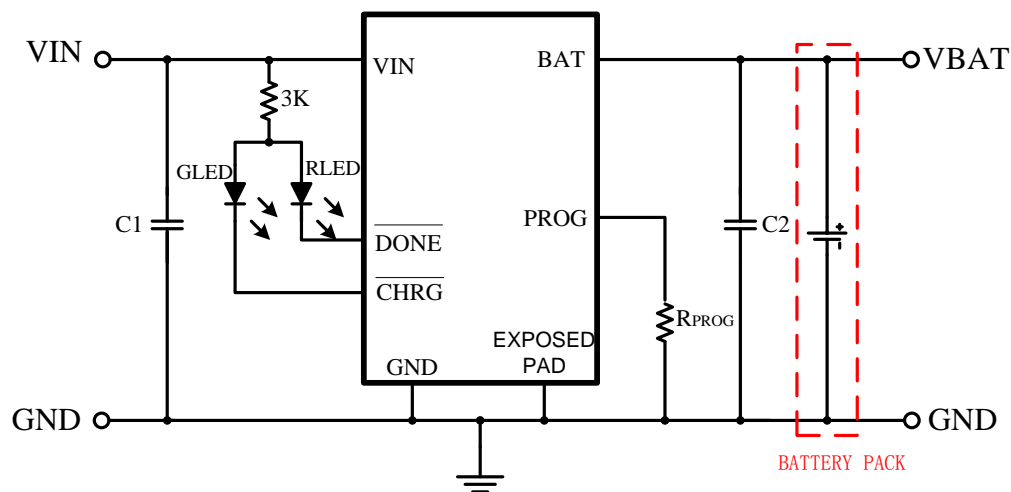 VIN
VIN
BAT
VBAT
3K
GLED
RLED
C1
PROG
C2
DONE
CHRG
RPROG
EXPOSED
PAD
GND
GND
GND
BATTERY PACK